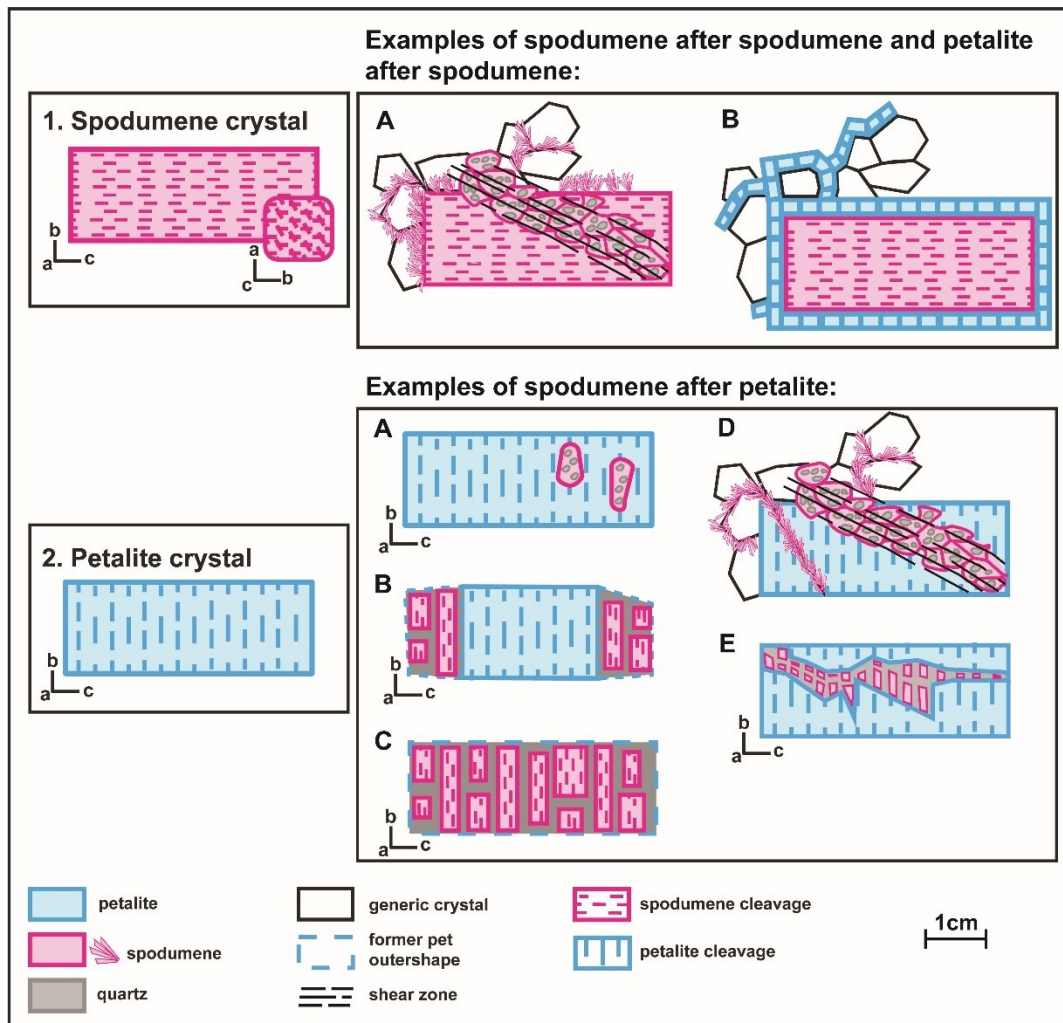 Examples of spodumene after spodumene and petalite
after spodumene:
1. Spodumene crystal
b
a
c
a
c
b
A
B
Examples of spodumene after petalite:
2. Petalite crystal
b
a
c
A
b
a
c
B
b
a
c
C
b
a
c
D
E
b
a
c
petalite
spodumene
quartz
generic crystal
former pet
outershape
shear zone
spodumene cleavage
petalite cleavage
1cm